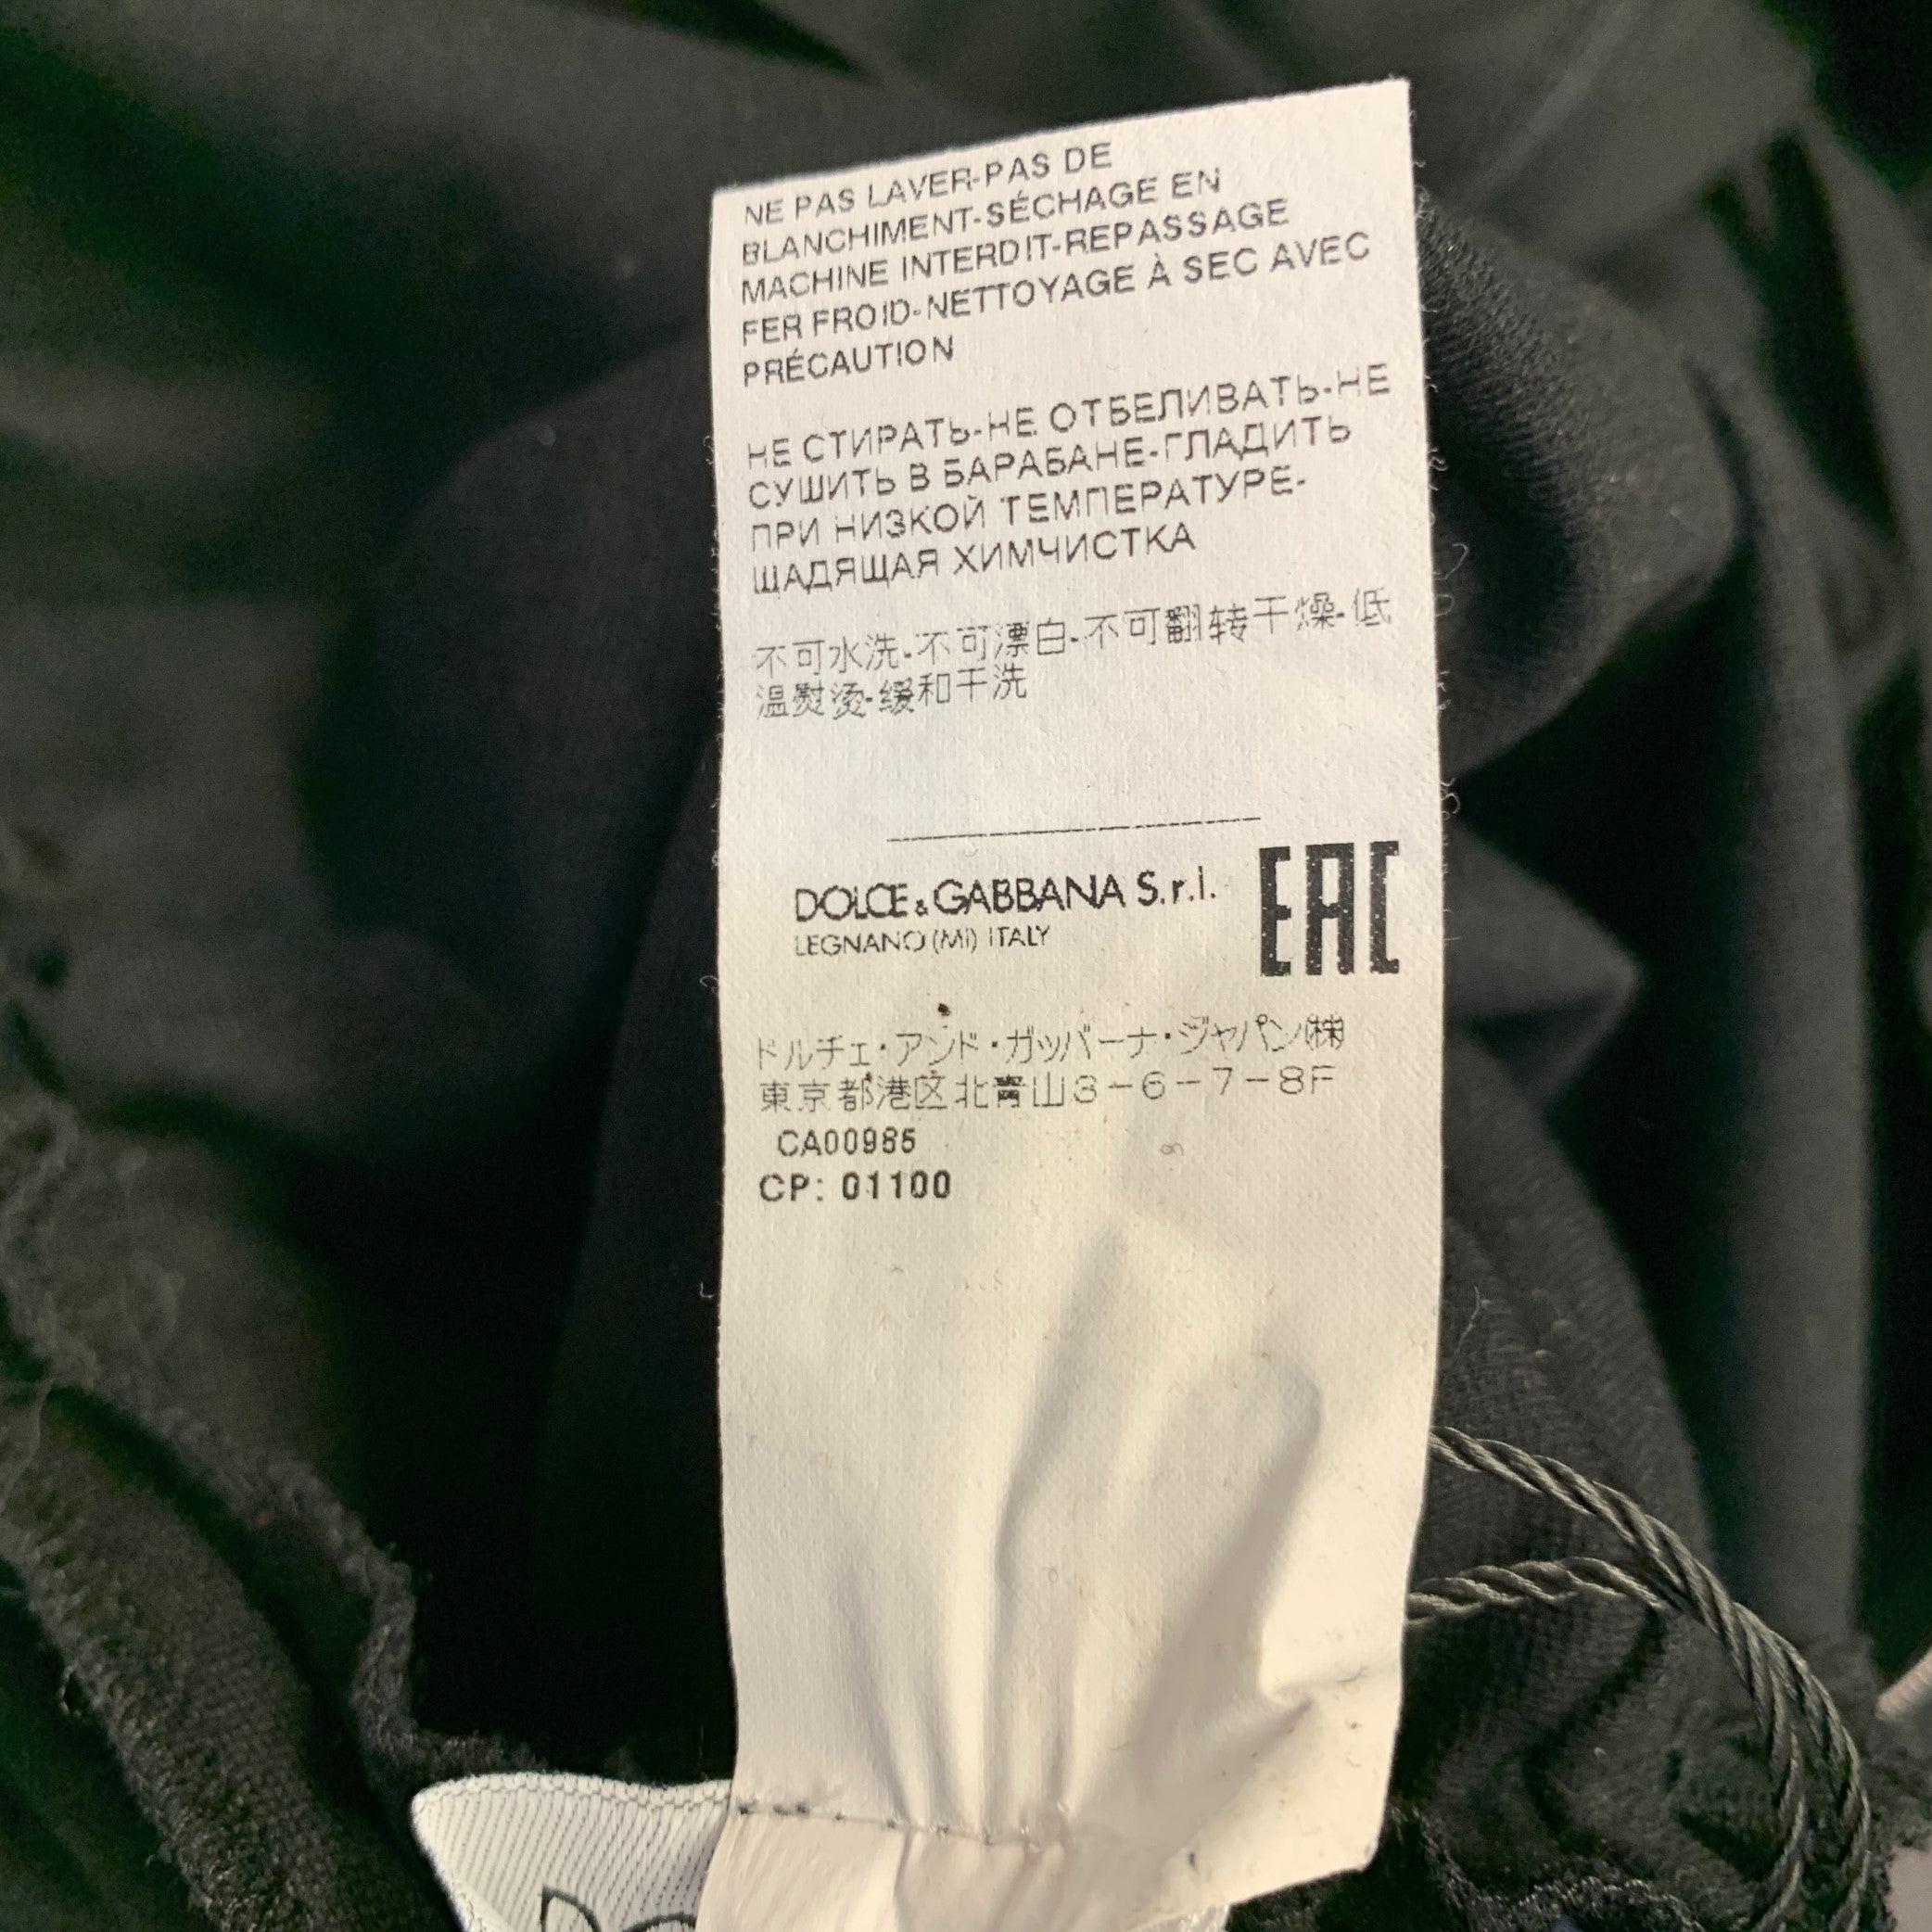 NE PAS LAVER-PAS DE
BLANCHIMENT-SÉCHAGE EN
MACHINE INTERDIT-REPASSAGE
FER FROID-NETTOYAGE À SEC AVEC
PRÉCAUTION
НЕ СТИРАТЬ-НЕ ОТБЕЛИВАТЬ-НЕ
СУШИТЬ В БАРАБАНЕ-ГЛАДИТЬ
ПРИ НИЗКОЙ ТЕМПЕРАТУРЕ-
ЩАДЯЩАЯ ХИМЧИСТКА
不可水洗-不可漂白-不可翻转干燥-低
温熨烫-缓和干洗
DOLCE & GABBANA S.r.l.
LEGNANO (MI) ITALY
EAC
ドルチェ・アンド・ガッバーナ・ジャパン(株)
東京都港区北青山3-6-7-8F
CA00985
CP: 01100